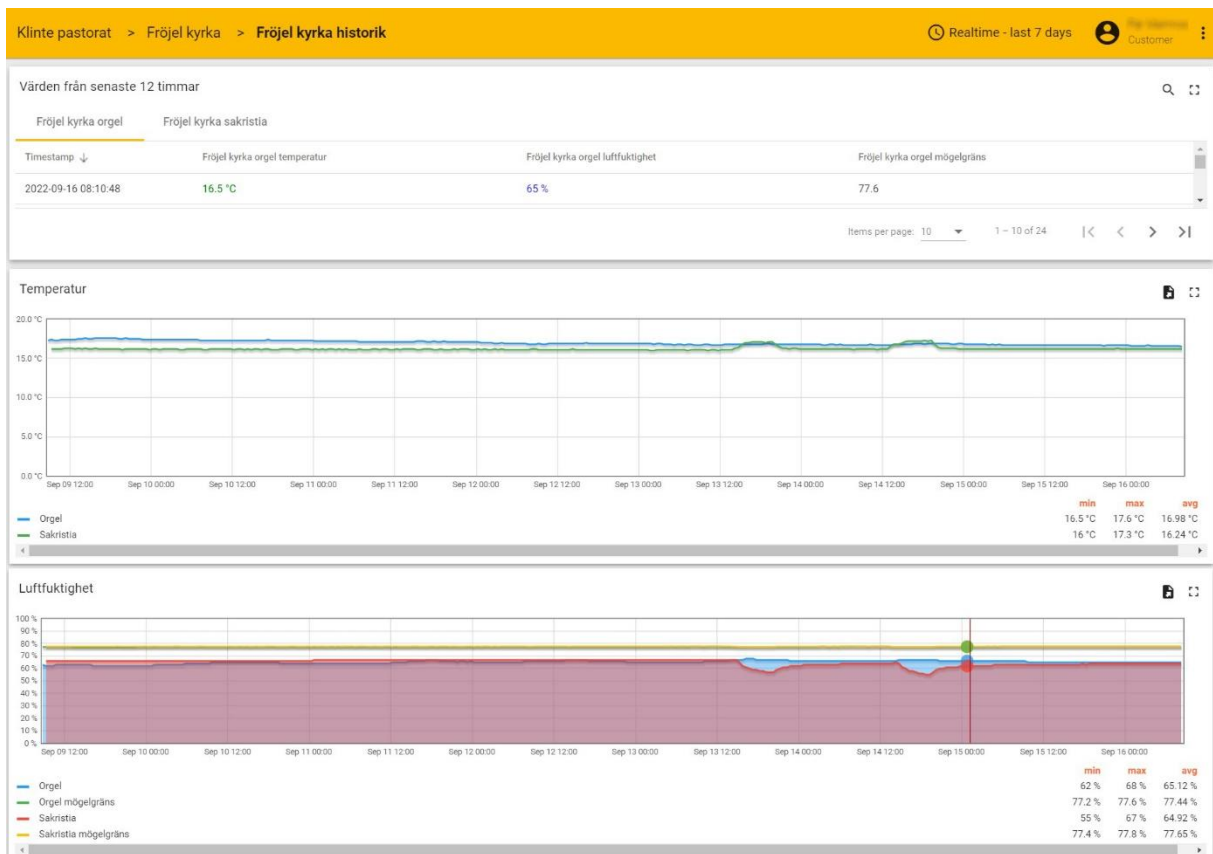 Klinte pastorat > Fröjel kyrka > Fröjel kyrka historik
Realtime - last 7 days
Customer
Värden från senaste 12 timmar
Fröjel kyrka orgel Fröjel kyrka sakristia
Timestamp ↓ Fröjel kyrka orgel temperatur Fröjel kyrka orgel luftfuktighet Fröjel kyrka orgel mögelgräns
2022-09-16 08:10:48 16.5 °C 65 % 77.6
Items per page: 10 1 – 10 of 24
Temperatur
20.0 °C
15.0 °C
10.0 °C
5.0 °C
0.0 °C
Sep 09 12:00 Sep 10 00:00 Sep 10 12:00 Sep 11 00:00 Sep 11 12:00 Sep 12 00:00 Sep 12 12:00 Sep 13 00:00 Sep 13 12:00 Sep 14 00:00 Sep 14 12:00 Sep 15 00:00 Sep 15 12:00 Sep 16 00:00
min max avg
Orgel 16.5 °C 17.6 °C 16.98 °C
Sakristia 16 °C 17.3 °C 16.24 °C
Luftfuktighet
100 %
90 %
80 %
70 %
60 %
50 %
40 %
30 %
20 %
10 %
0 %
Sep 09 12:00 Sep 10 00:00 Sep 10 12:00 Sep 11 00:00 Sep 11 12:00 Sep 12 00:00 Sep 12 12:00 Sep 13 00:00 Sep 13 12:00 Sep 14 00:00 Sep 14 12:00 Sep 15 00:00 Sep 15 12:00 Sep 16 00:00
min max avg
Orgel 62 % 68 % 65.12 %
Orgel mögelgräns 77.2 % 77.6 % 77.44 %
Sakristia 55 % 67 % 64.92 %
Sakristia mögelgräns 77.4 % 77.8 % 77.65 %